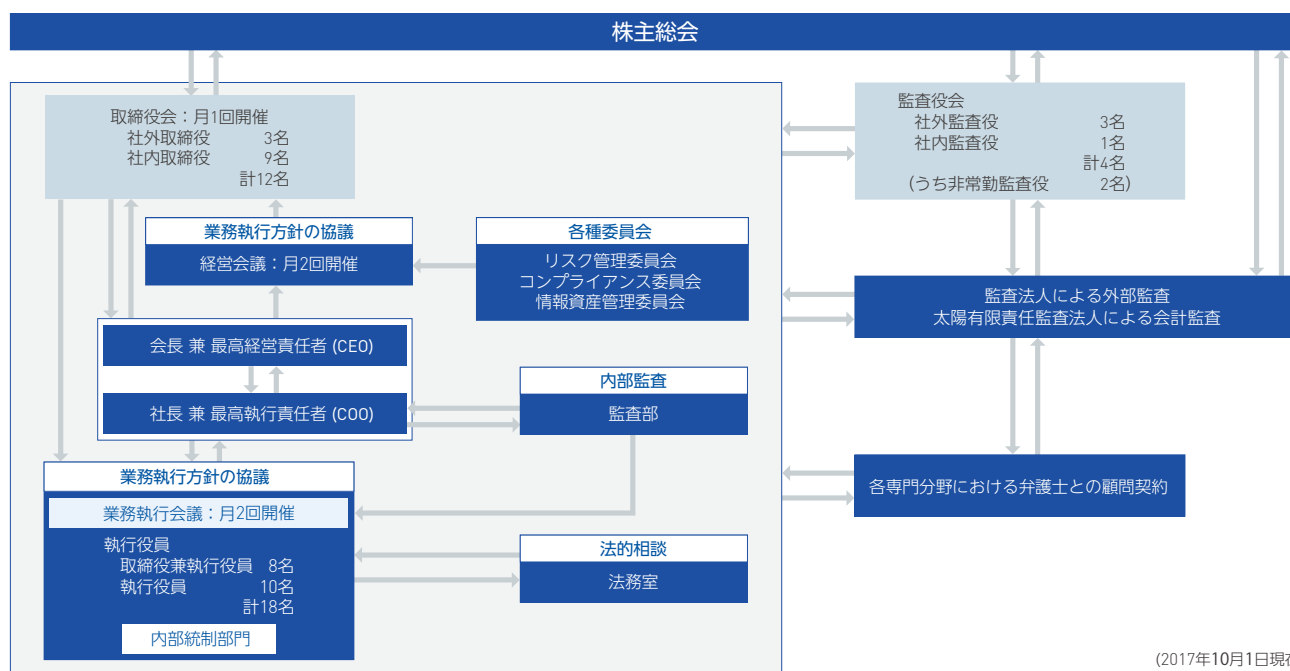 株主総会
取締役会：月1回開催
社外取締役 3名
社内取締役 9名
計12名
監査役会
社外監査役 3名
社内監査役 1名
計4名
(うち非常勤監査役 2名)
業務執行方針の協議
経営会議：月2回開催
各種委員会
リスク管理委員会
コンプライアンス委員会
情報資産管理委員会
監査法人による外部監査
太陽有限責任監査法人による会計監査
会長 兼 最高経営責任者 (CEO)
社長 兼 最高執行責任者 (COO)
内部監査
監査部
業務執行方針の協議
業務執行会議：月2回開催
執行役員
取締役兼執行役員 8名
執行役員 10名
計18名
内部統制部門
法的相談
法務室
各専門分野における弁護士との顧問契約
(2017年10月1日現在